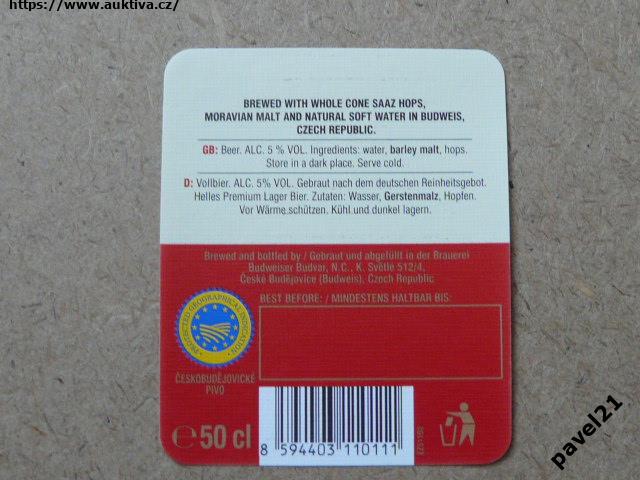 https://www.auktiva.cz/
BREWED WITH WHOLE CONE SAAZ HOPS,
MORAVIAN MALT AND NATURAL SOFT WATER IN BUDWEIS,
CZECH REPUBLIC.
GB: Beer. ALC. 5 % VOL. Ingredients: water, barley malt, hops.
Store in a dark place. Serve cold.
D: Vollbier. ALC. 5% VOL. Gebraut nach dem deutschen Reinheitsgebot.
Helles Premium Lager Bier. Zutaten: Wasser, Gerstenmalz, Hopfen.
Vor Wärme schützen. Kühl und dunkel lagern.
Brewed and bottled by / Gebraut und abgefüllt in der Brauerei
Budweiser Budvar, N.C., K. Světlé 512/4,
České Budějovice (Budweis), Czech Republic
BEST BEFORE: / MINDESTENS HALTBAR BIS:
PROTECTED GEOGRAPHICAL INDICATION
ČESKOBUDĚJOVICKÉ
PIVO
℮ 50 cl
8 594403 110111
pavel21